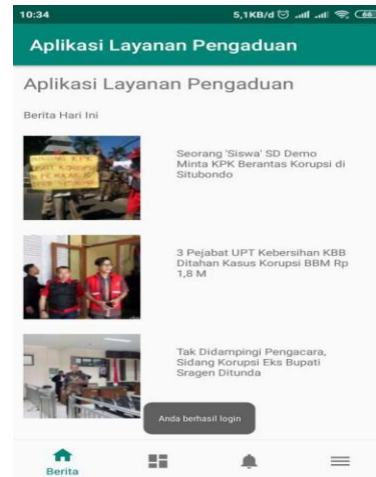 10:34 5,1KB/d 66
Aplikasi Layanan Pengaduan
Aplikasi Layanan Pengaduan
Berita Hari Ini
Seorang 'Siswa' SD Demo
Minta KPK Berantas Korupsi di
Situbondo
3 Pejabat UPT Kebersihan KBB
Ditahan Kasus Korupsi BBM Rp
1,8 M
Tak Didampingi Pengacara,
Sidang Korupsi Eks Bupati
Sragen Ditunda
Anda berhasil login
Berita